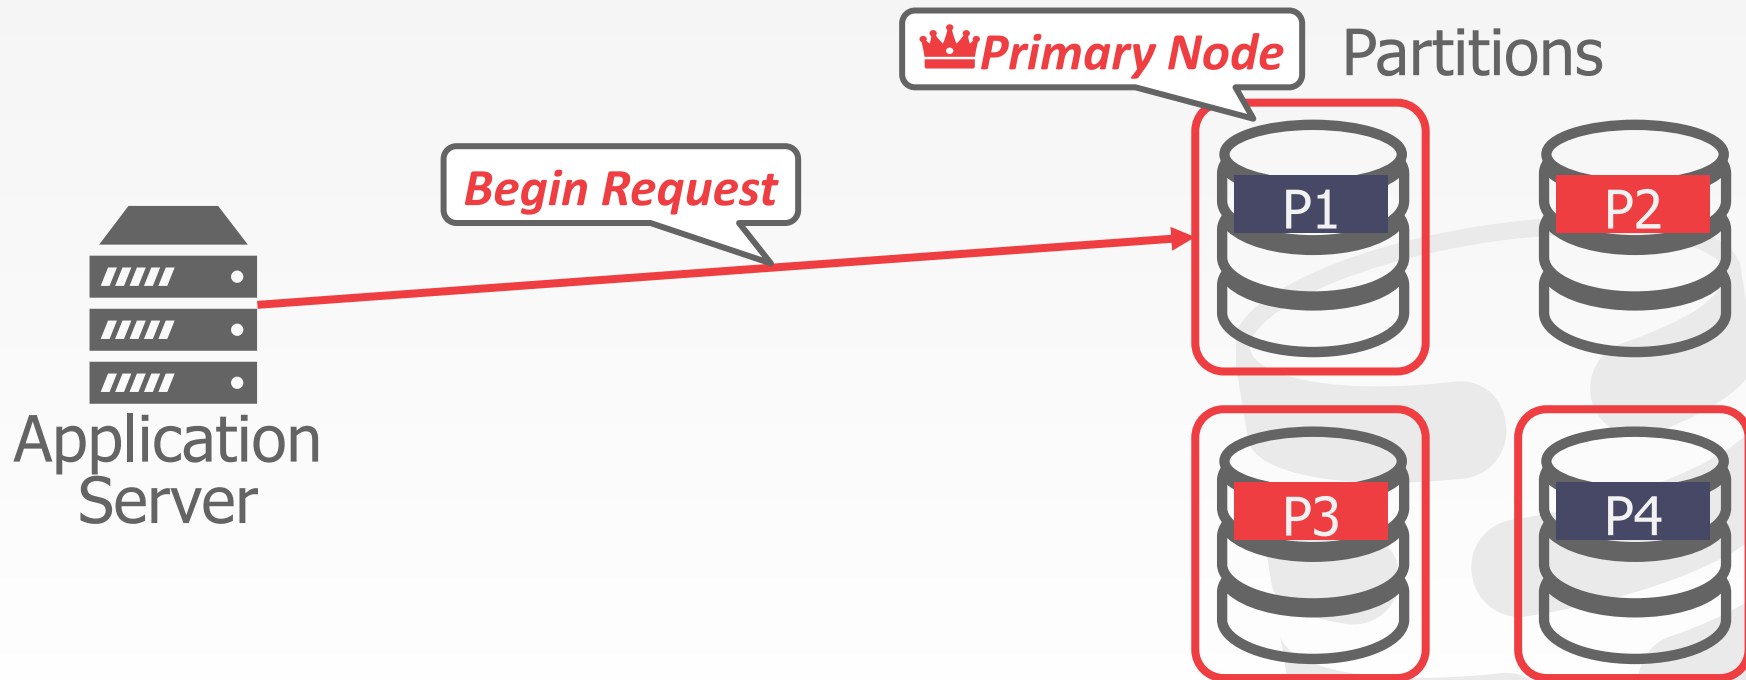 Primary Node
Partitions
Begin Request
P1
P2
Application
Server
P3
P4